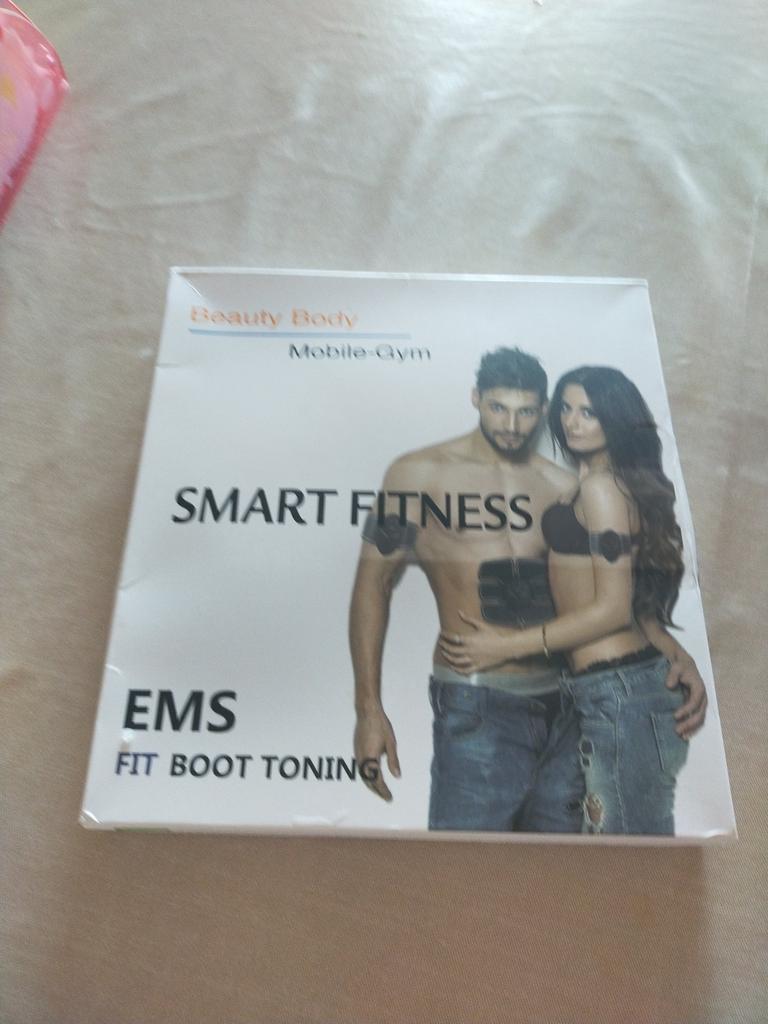 Beauty Body
Mobile-Gym
SMART FITNESS
EMS
FIT BOOT TONING